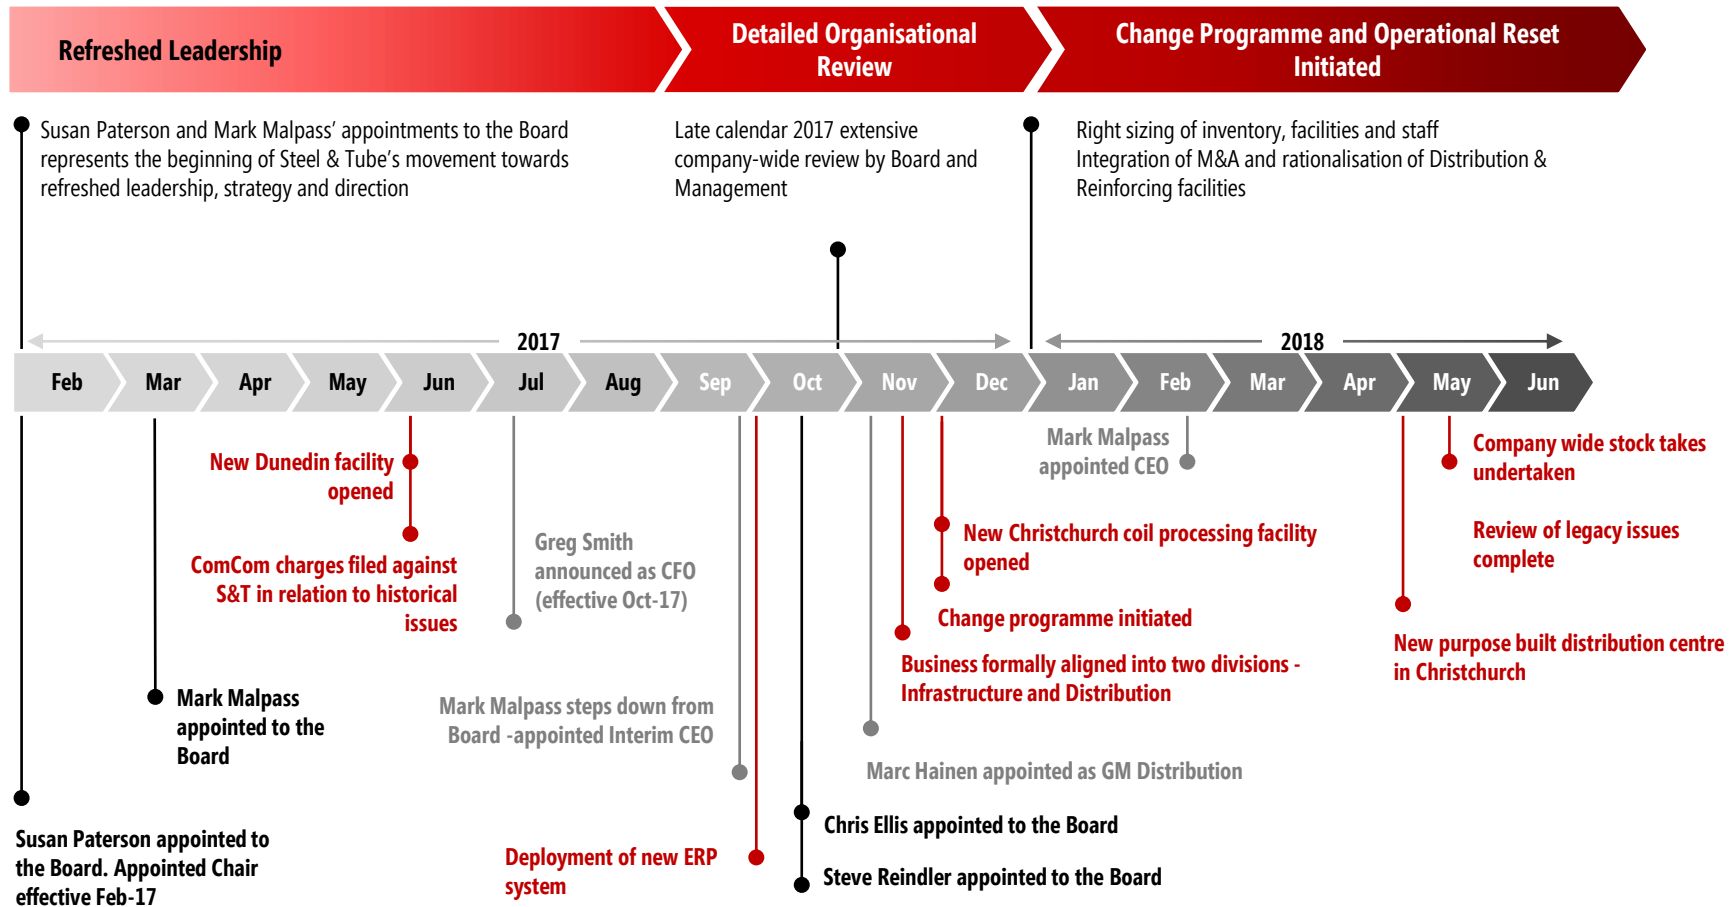 Refreshed Leadership
Detailed Organisational
Review
Change Programme and Operational Reset
Initiated
Susan Paterson and Mark Malpass’ appointments to the Board
represents the beginning of Steel & Tube’s movement towards
refreshed leadership, strategy and direction
Late calendar 2017 extensive
company-wide review by Board and
Management
Right sizing of inventory, facilities and staff
Integration of M&A and rationalisation of Distribution &
Reinforcing facilities
2017
2018
Feb
Mar
Apr
May
Jun
Jul
Aug
Sep
Oct
Nov
Dec
Jan
Feb
Mar
Apr
May
Jun
New Dunedin facility
opened
ComCom charges filed against
S&T in relation to historical
issues
Mark Malpass
appointed to the
Board
Susan Paterson appointed to
the Board. Appointed Chair
effective Feb-17
Greg Smith
announced as CFO
(effective Oct-17)
Mark Malpass steps down from
Board -appointed Interim CEO
Deployment of new ERP
system
Mark Malpass
appointed CEO
New Christchurch coil processing facility
opened
Change programme initiated
Business formally aligned into two divisions -
Infrastructure and Distribution
Marc Hainen appointed as GM Distribution
Chris Ellis appointed to the Board
Steve Reindler appointed to the Board
Company wide stock takes
undertaken
Review of legacy issues
complete
New purpose built distribution centre
in Christchurch